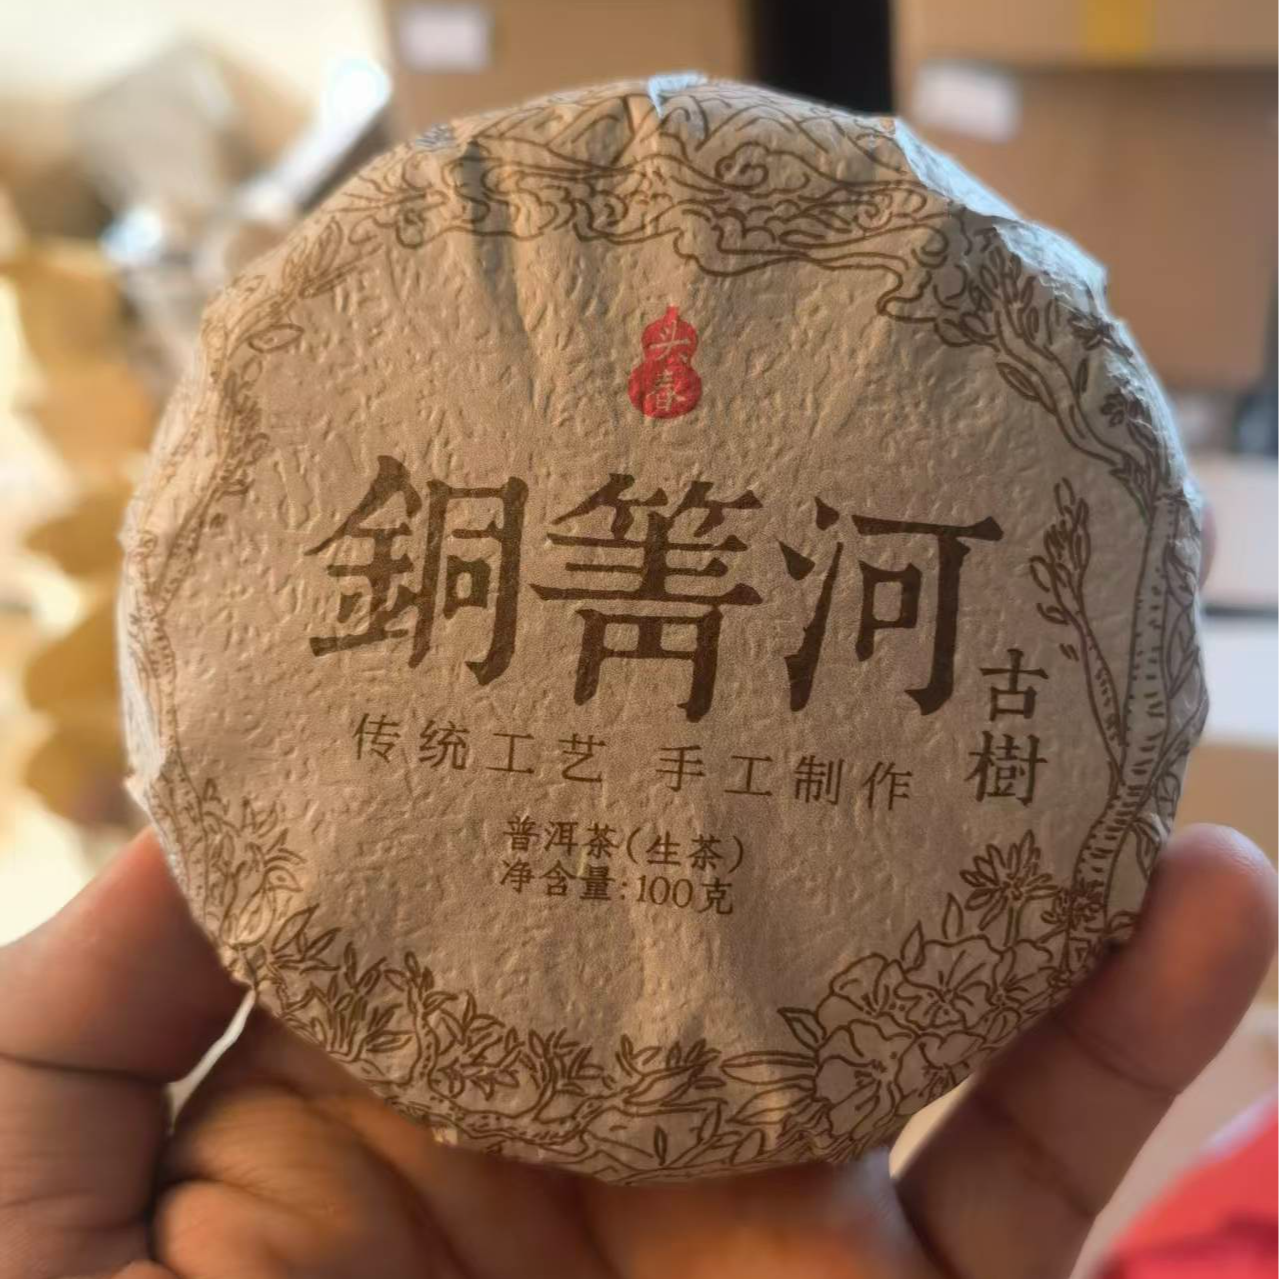 头春
銅箐河
古樹
传统工艺 手工制作
普洱茶(生茶)
净含量:100克